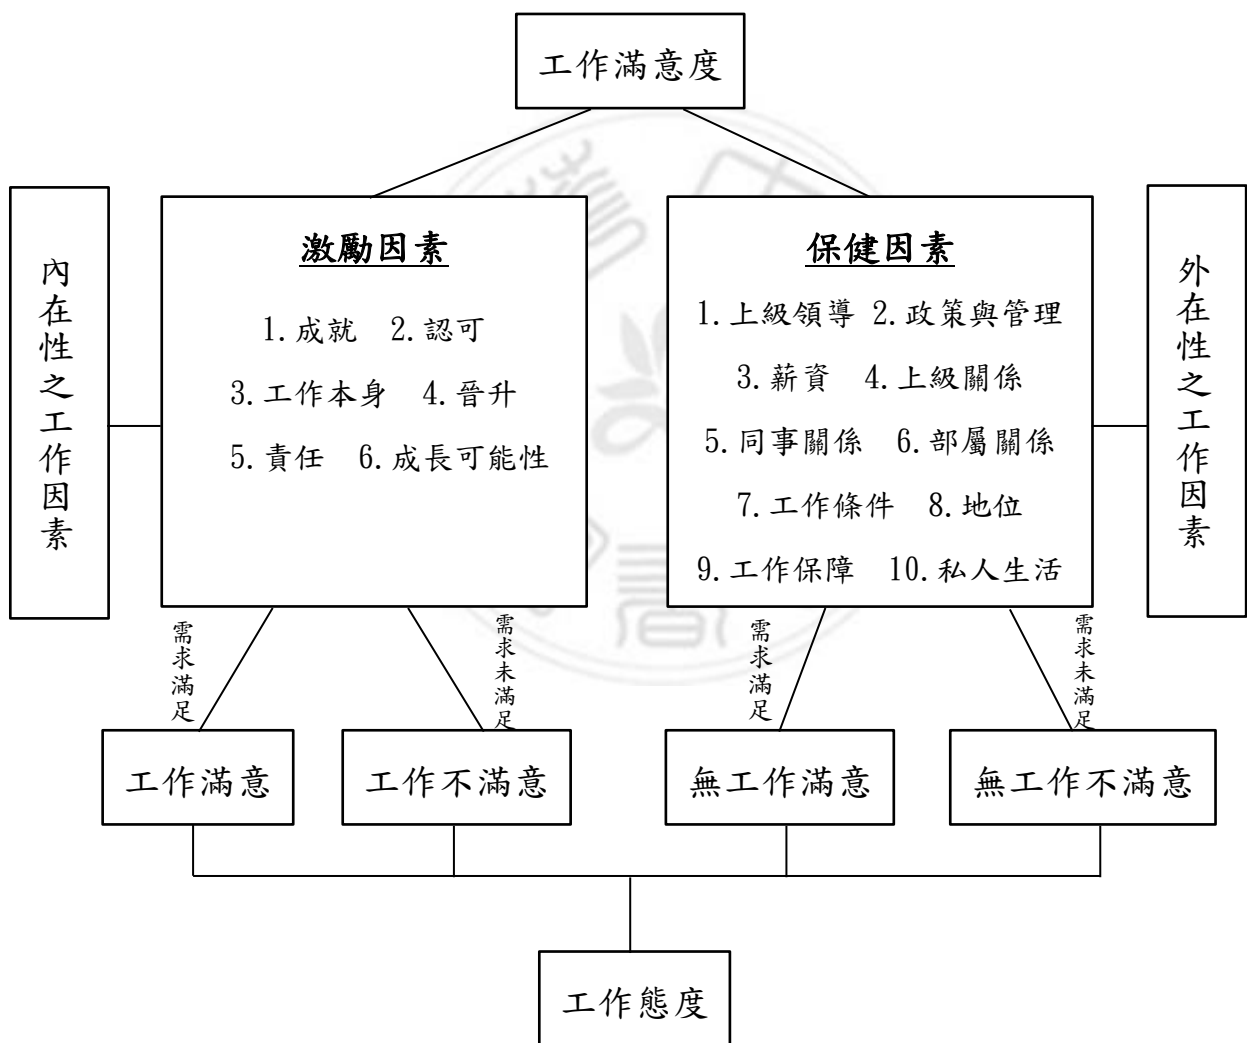 工作滿意度
內在性之工作因素
激勵因素
1.成就 2.認可
3.工作本身 4.晉升
5.責任 6.成長可能性
保健因素
1.上級領導 2.政策與管理
3.薪資 4.上級關係
5.同事關係 6.部屬關係
7.工作條件 8.地位
9.工作保障 10.私人生活
外在性之工作因素
需求滿足
需求未滿足
需求滿足
需求未滿足
工作滿意
工作不滿意
無工作滿意
無工作不滿意
工作態度